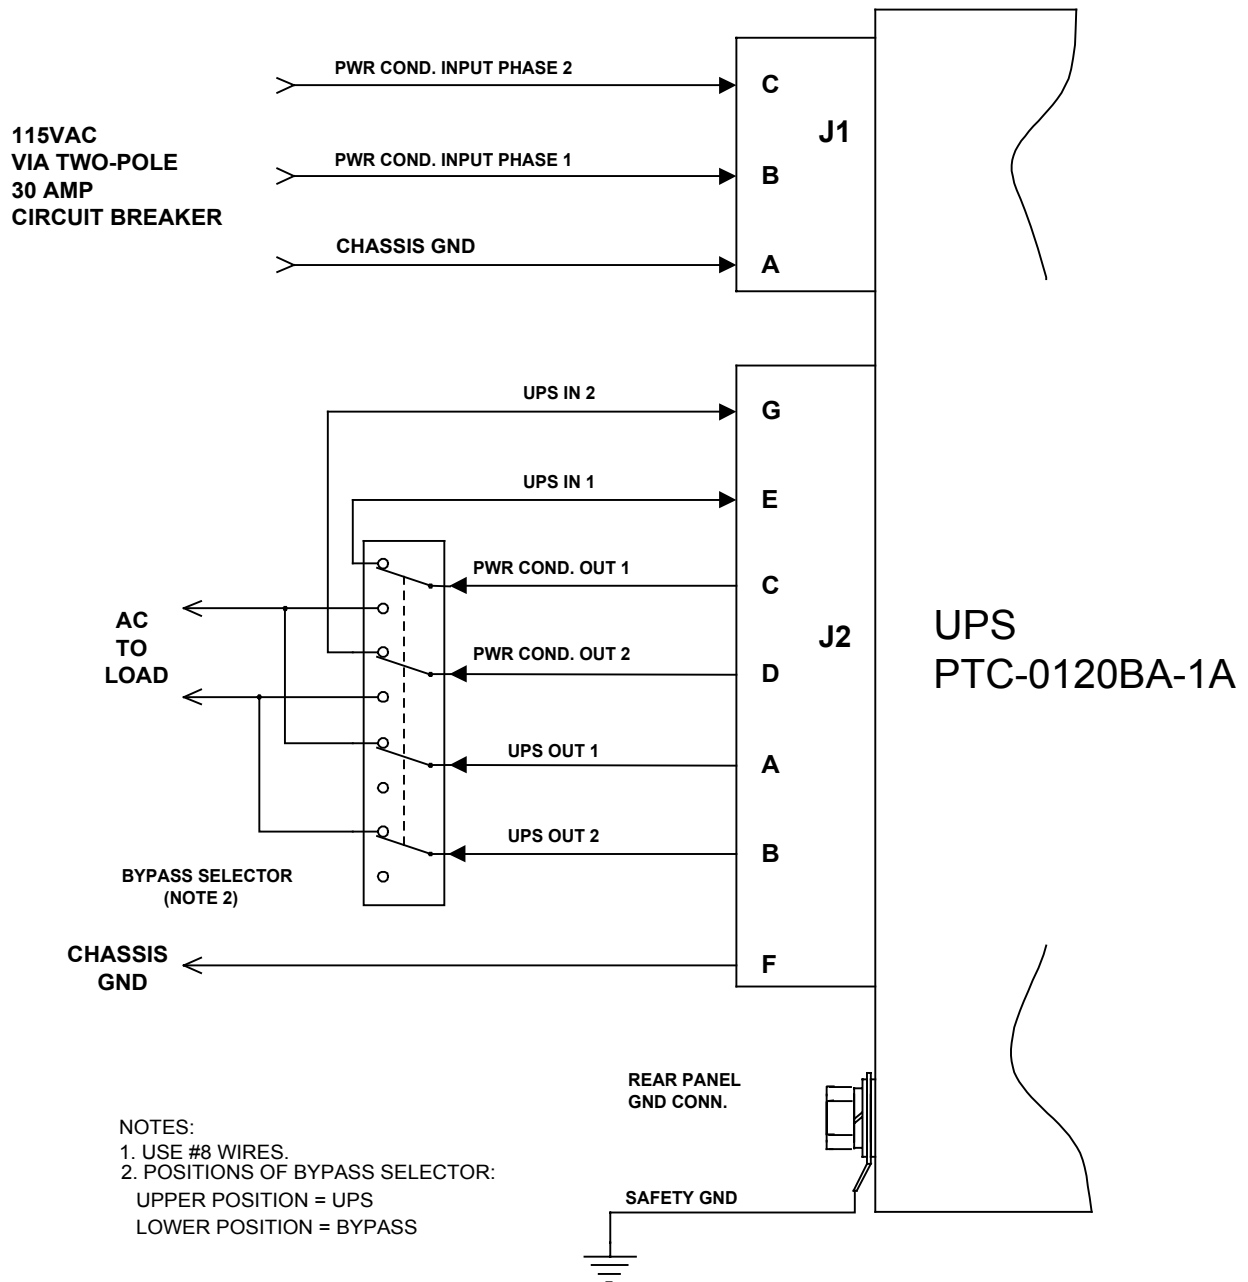 PWR COND. INPUT PHASE 2
C
J1
115VAC
VIA TWO-POLE
30 AMP
CIRCUIT BREAKER
PWR COND. INPUT PHASE 1
B
CHASSIS GND
A
UPS IN 2
G
UPS IN 1
E
PWR COND. OUT 1
C
AC
TO
LOAD
J2
UPS
PTC-0120BA-1A
PWR COND. OUT 2
D
UPS OUT 1
A
UPS OUT 2
B
BYPASS SELECTOR
(NOTE 2)
CHASSIS
GND
F
REAR PANEL
GND CONN.
NOTES:
1. USE #8 WIRES.
2. POSITIONS OF BYPASS SELECTOR:
UPPER POSITION = UPS
LOWER POSITION = BYPASS
SAFETY GND